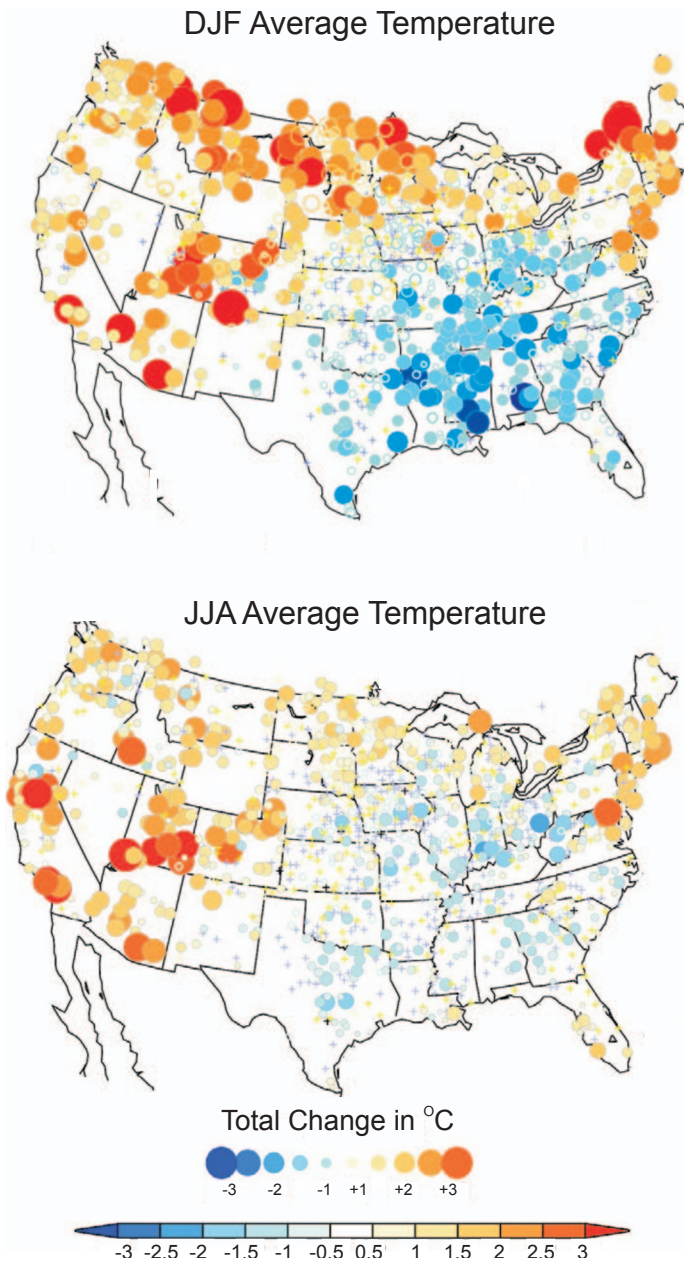 DJF Average Temperature
JJA Average Temperature
Total Change in °C
-3 -2 -1 +1 +2 +3
-3 -2.5 -2 -1.5 -1 -0.5 0.5 1 1.5 2 2.5 3